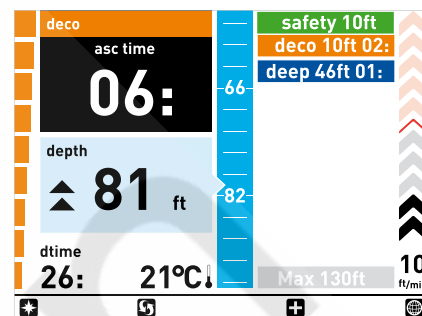 deco
asc time
06:
depth
81 ft
dtime
26: 21°C
66
82
safety 10ft
deco 10ft 02:
deep 46ft 01:
Max 130ft
10
ft/mi